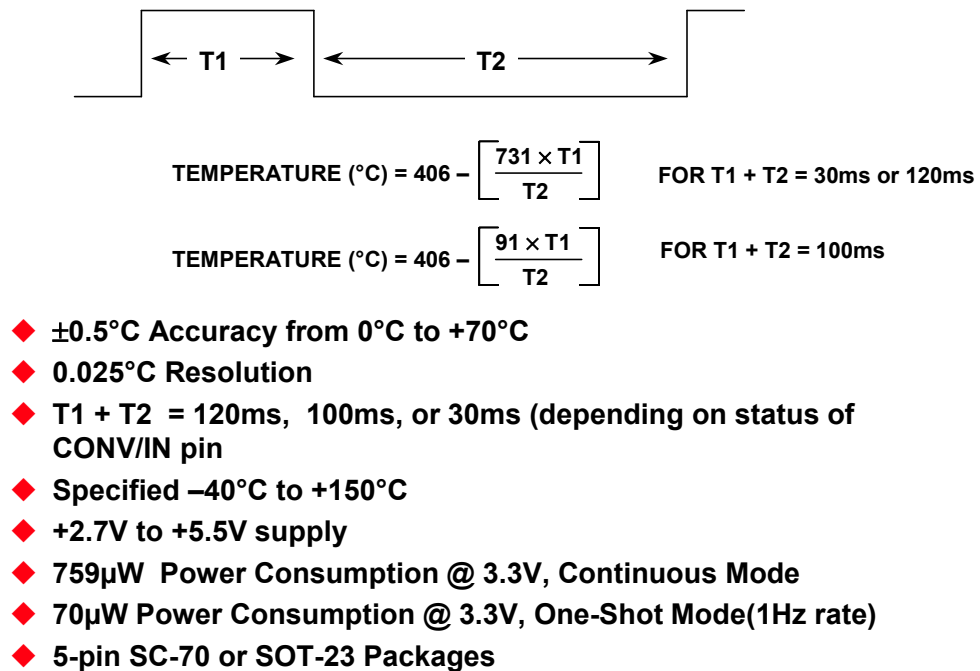 T1
T2
TEMPERATURE (°C) = 406 – [731 × T1 / T2] FOR T1 + T2 = 30ms or 120ms
TEMPERATURE (°C) = 406 – [91 × T1 / T2] FOR T1 + T2 = 100ms
◆ ±0.5°C Accuracy from 0°C to +70°C
◆ 0.025°C Resolution
◆ T1 + T2 = 120ms, 100ms, or 30ms (depending on status of
CONV/IN pin
◆ Specified –40°C to +150°C
◆ +2.7V to +5.5V supply
◆ 759µW Power Consumption @ 3.3V, Continuous Mode
◆ 70µW Power Consumption @ 3.3V, One-Shot Mode(1Hz rate)
◆ 5-pin SC-70 or SOT-23 Packages